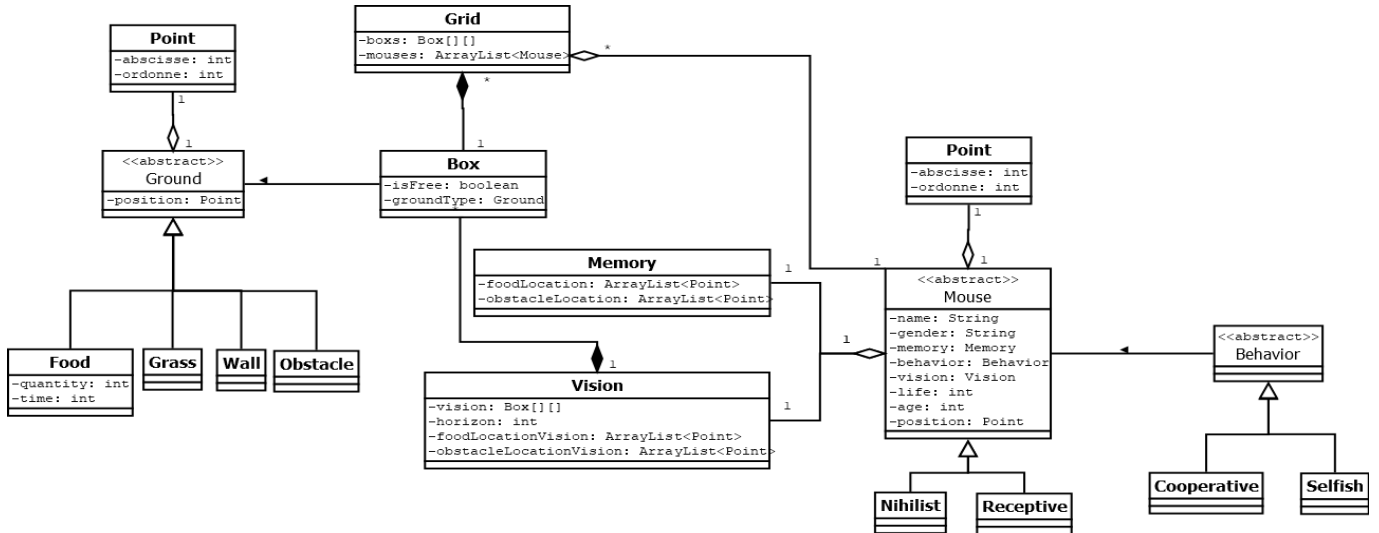 Grid
-boxs: Box[][]
-mouses: ArrayList<Mouse>
*
*
Point
-abscisse: int
-ordonne: int
1
1
<<abstract>>
Ground
-position: Point
1
Box
-isFree: boolean
-groundType: Ground
*
Point
-abscisse: int
-ordonne: int
1
1
1
Memory
-foodLocation: ArrayList<Point>
-obstacleLocation: ArrayList<Point>
1
1
<<abstract>>
Mouse
-name: String
-gender: String
-memory: Memory
-behavior: Behavior
-vision: Vision
-life: int
-age: int
-position: Point
<<abstract>>
Behavior
Food
-quantity: int
-time: int
Grass
Wall
Obstacle
1
Vision
-vision: Box[][]
-horizon: int
-foodLocationVision: ArrayList<Point>
-obstacleLocationVision: ArrayList<Point>
1
Nihilist
Receptive
Cooperative
Selfish